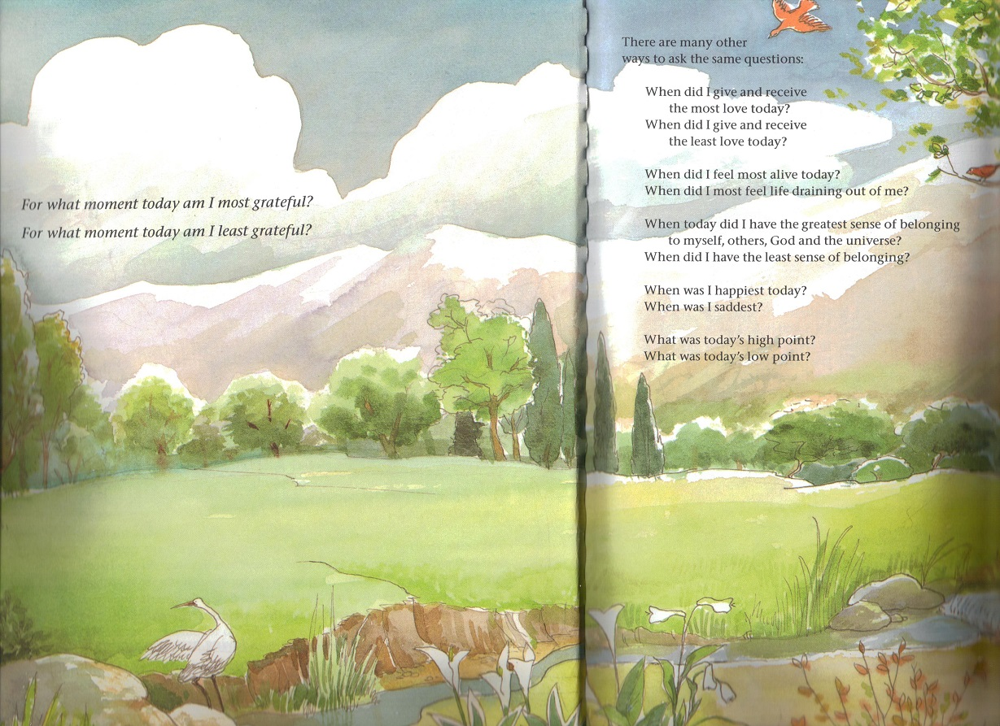 For what moment today am I most grateful?
For what moment today am I least grateful?
There are many other
ways to ask the same questions:
When did I give and receive
the most love today?
When did I give and receive
the least love today?
When did I feel most alive today?
When did I most feel life draining out of me?
When today did I have the greatest sense of belonging
to myself, others, God and the universe?
When did I have the least sense of belonging?
When was I happiest today?
When was I saddest?
What was today's high point?
What was today's low point?